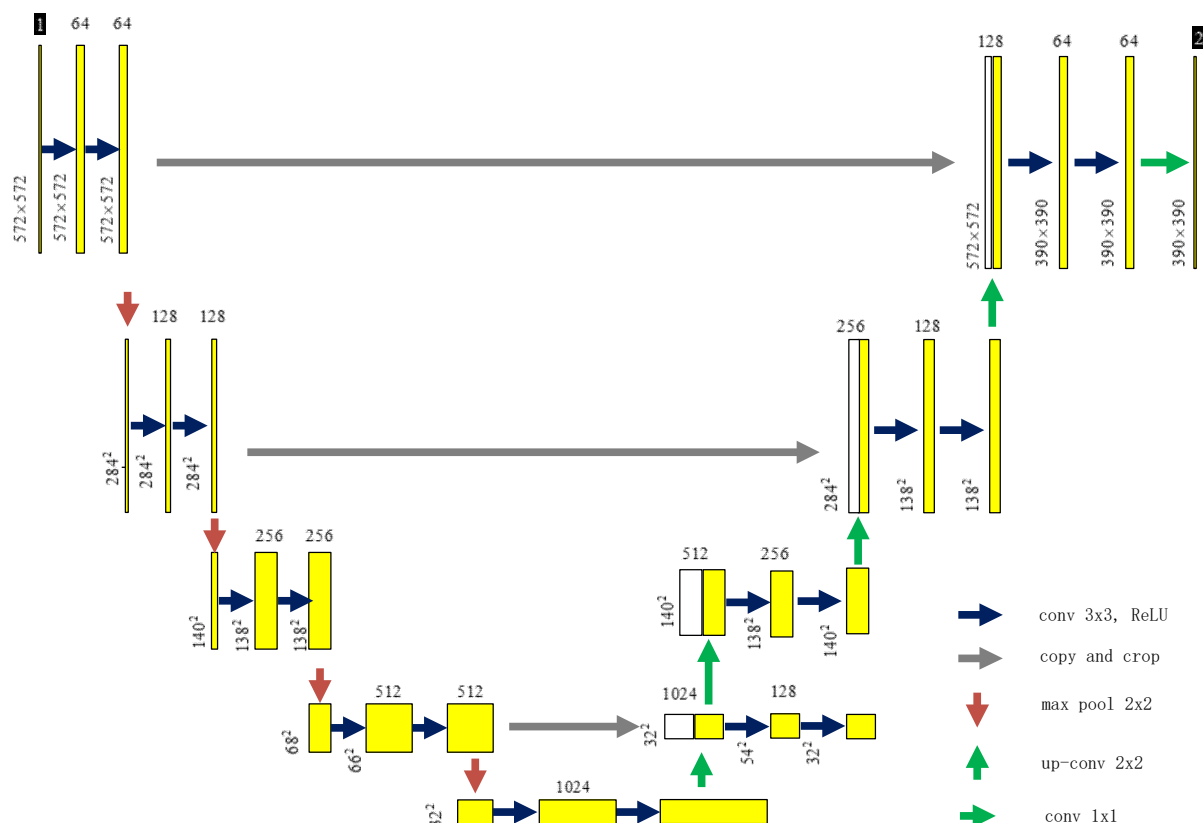 1 64 64
572×572 572×572 572×572
128 64 64 2
572×572 390×390 390×390 390×390
128 128
284² 284² 284²
256 128
284² 138² 138²
256 256
140² 138² 138²
512 256
140² 138² 140²
512 512
68² 66²
1024 128
32² 54² 32²
1024
32²
conv 3x3, ReLU
copy and crop
max pool 2x2
up-conv 2x2
conv 1x1